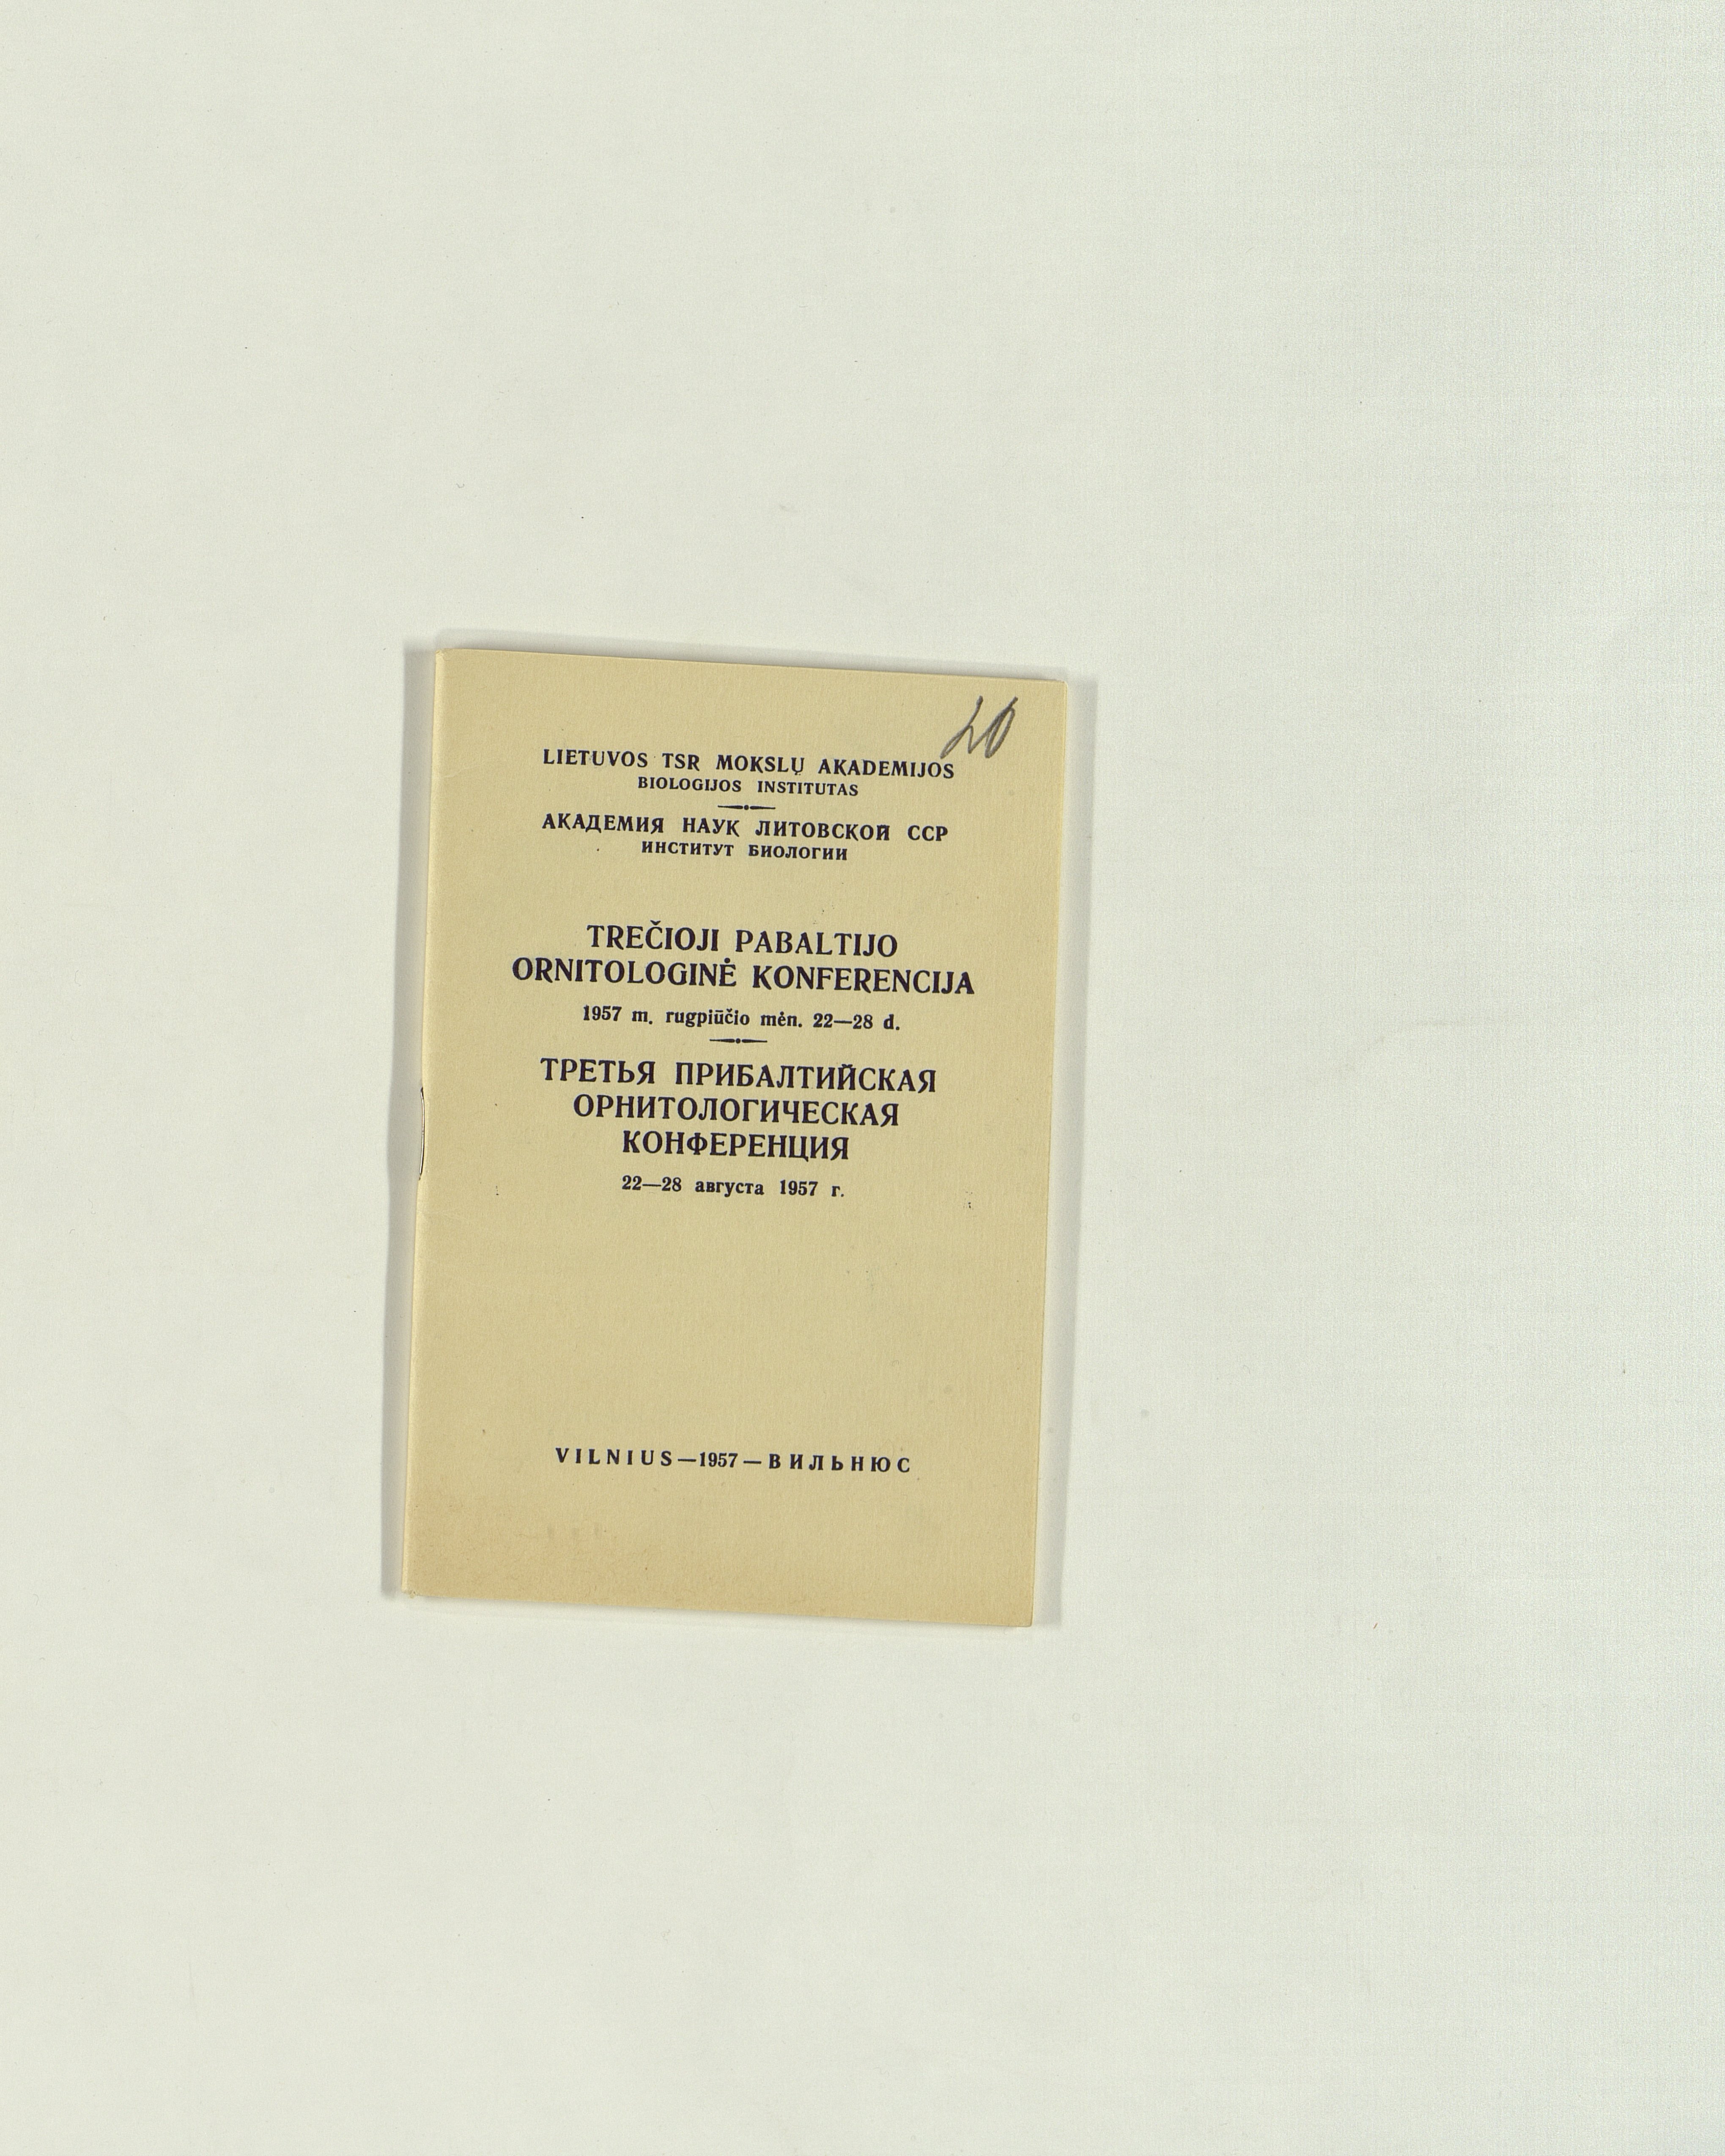 20
LIETUVOS TSR MOKSLŲ AKADEMIJOS
BIOLOGIJOS INSTITUTAS
АКАДЕМИЯ НАУК ЛИТОВСКОЙ ССР
ИНСТИТУТ БИОЛОГИИ
TREČIOJI PABALTIJO
ORNITOLOGINĖ KONFERENCIJA
1957 m. rugpiūčio mėn. 22—28 d.
ТРЕТЬЯ ПРИБАЛТИЙСКАЯ
ОРНИТОЛОГИЧЕСКАЯ
КОНФЕРЕНЦИЯ
22—28 августа 1957 г.
VILNIUS—1957—ВИЛЬНЮС